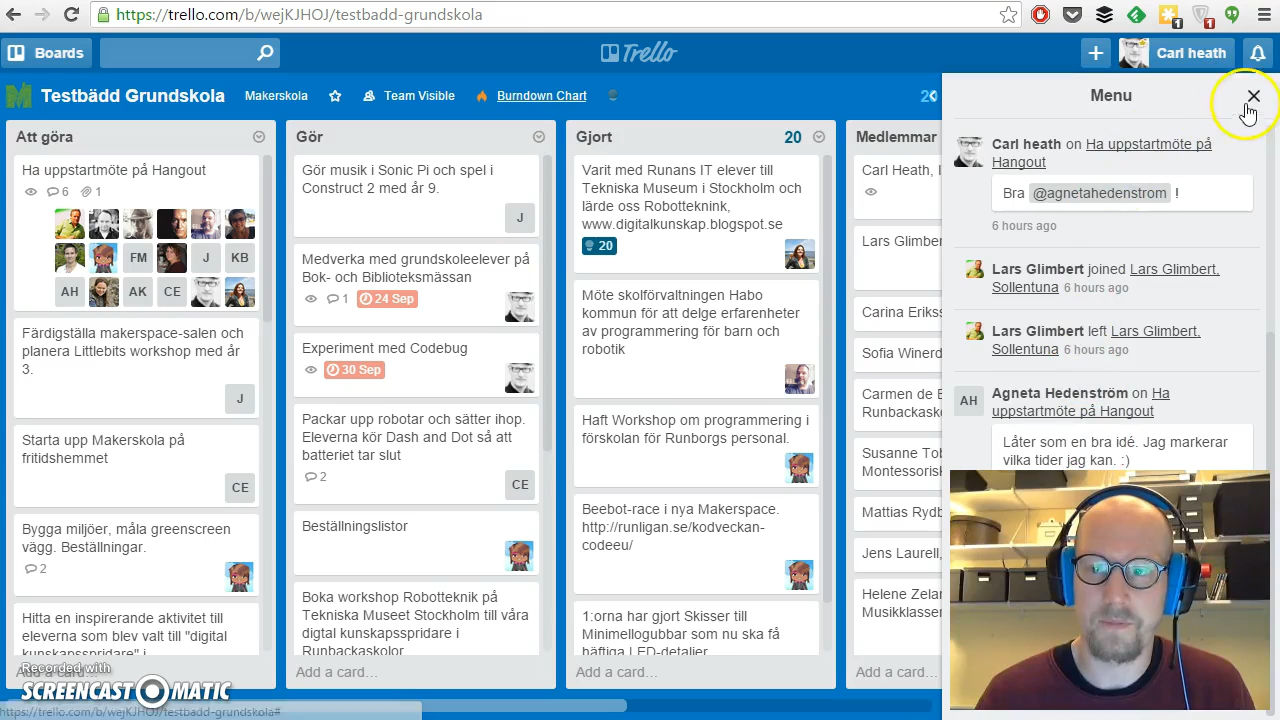 https://trello.com/b/wejKJHOJ/testbadd-grundskola
1
1
Boards
Trello
Carl heath
Testbädd Grundskola
Makerskola
Team Visible
Burndown Chart
Menu
Att göra
Ha uppstartmöte på Hangout
6
1
FM
J
KB
AH
AK
CE
Färdigställa makerspace-salen och
planera Littlebits workshop med år
3.
J
Starta upp Makerskola på
fritidshemmet
CE
Bygga miljöer, måla greenscreen
vägg. Beställningar.
2
Hitta en inspirerande aktivitet till
eleverna som blev valt till "digital
kunskapsspridare" i
Add a card…
Gör
Gör musik i Sonic Pi och spel i
Construct 2 med år 9.
J
Medverka med grundskoleelever på
Bok- och Biblioteksmässan
1
24 Sep
Experiment med Codebug
30 Sep
Packar upp robotar och sätter ihop.
Eleverna kör Dash and Dot så att
batteriet tar slut
2
CE
Beställningslistor
Boka workshop Robotteknik på
Tekniska Museet Stockholm till våra
digtal kunskapsspridare i
Runbackaskolor
Add a card…
Gjort
20
Varit med Runans IT elever till
Tekniska Museum i Stockholm och
lärde oss Robotteknink,
www.digitalkunskap.blogspot.se
20
Möte skolförvaltningen Habo
kommun för att delge erfarenheter
av programmering för barn och
robotik
Haft Workshop om programmering i
förskolan för Runborgs personal.
Beebot-race i nya Makerspace.
http://runligan.se/kodveckan-
codeeu/
1:orna har gjort Skisser till
Minimellogubbar som nu ska få
häftiga LED-detaljer
Add a card…
Medlemmar
Carl Heath,
Lars Glimber
Carina Erikss
Sofia Winerd
Carmen de
Runbackasko
Susanne Tob
Montessorisk
Mattias Rydb
Jens Laurell,
Helene Zelan
Musikklasser
Add a card…
Carl heath on Ha uppstartmöte på
Hangout
Bra @agnetahedenstrom !
6 hours ago
Lars Glimbert joined Lars Glimbert,
Sollentuna 6 hours ago
Lars Glimbert left Lars Glimbert,
Sollentuna 6 hours ago
AH
Agneta Hedenström on Ha
uppstartmöte på Hangout
Låter som en bra idé. Jag markerar
vilka tider jag kan. :)
Recorded with
SCREENCAST-O-MATIC
https://trello.com/b/wejKJHOJ/testbadd-grundskola#